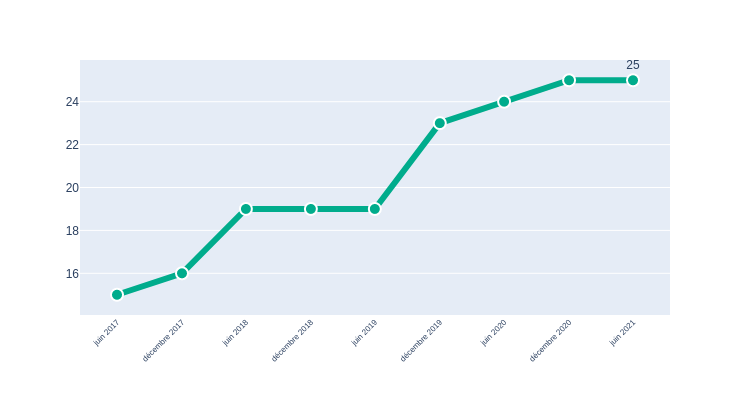 25
24
22
20
18
16
juin 2017
décembre 2017
juin 2018
décembre 2018
juin 2019
décembre 2019
juin 2020
décembre 2020
juin 2021